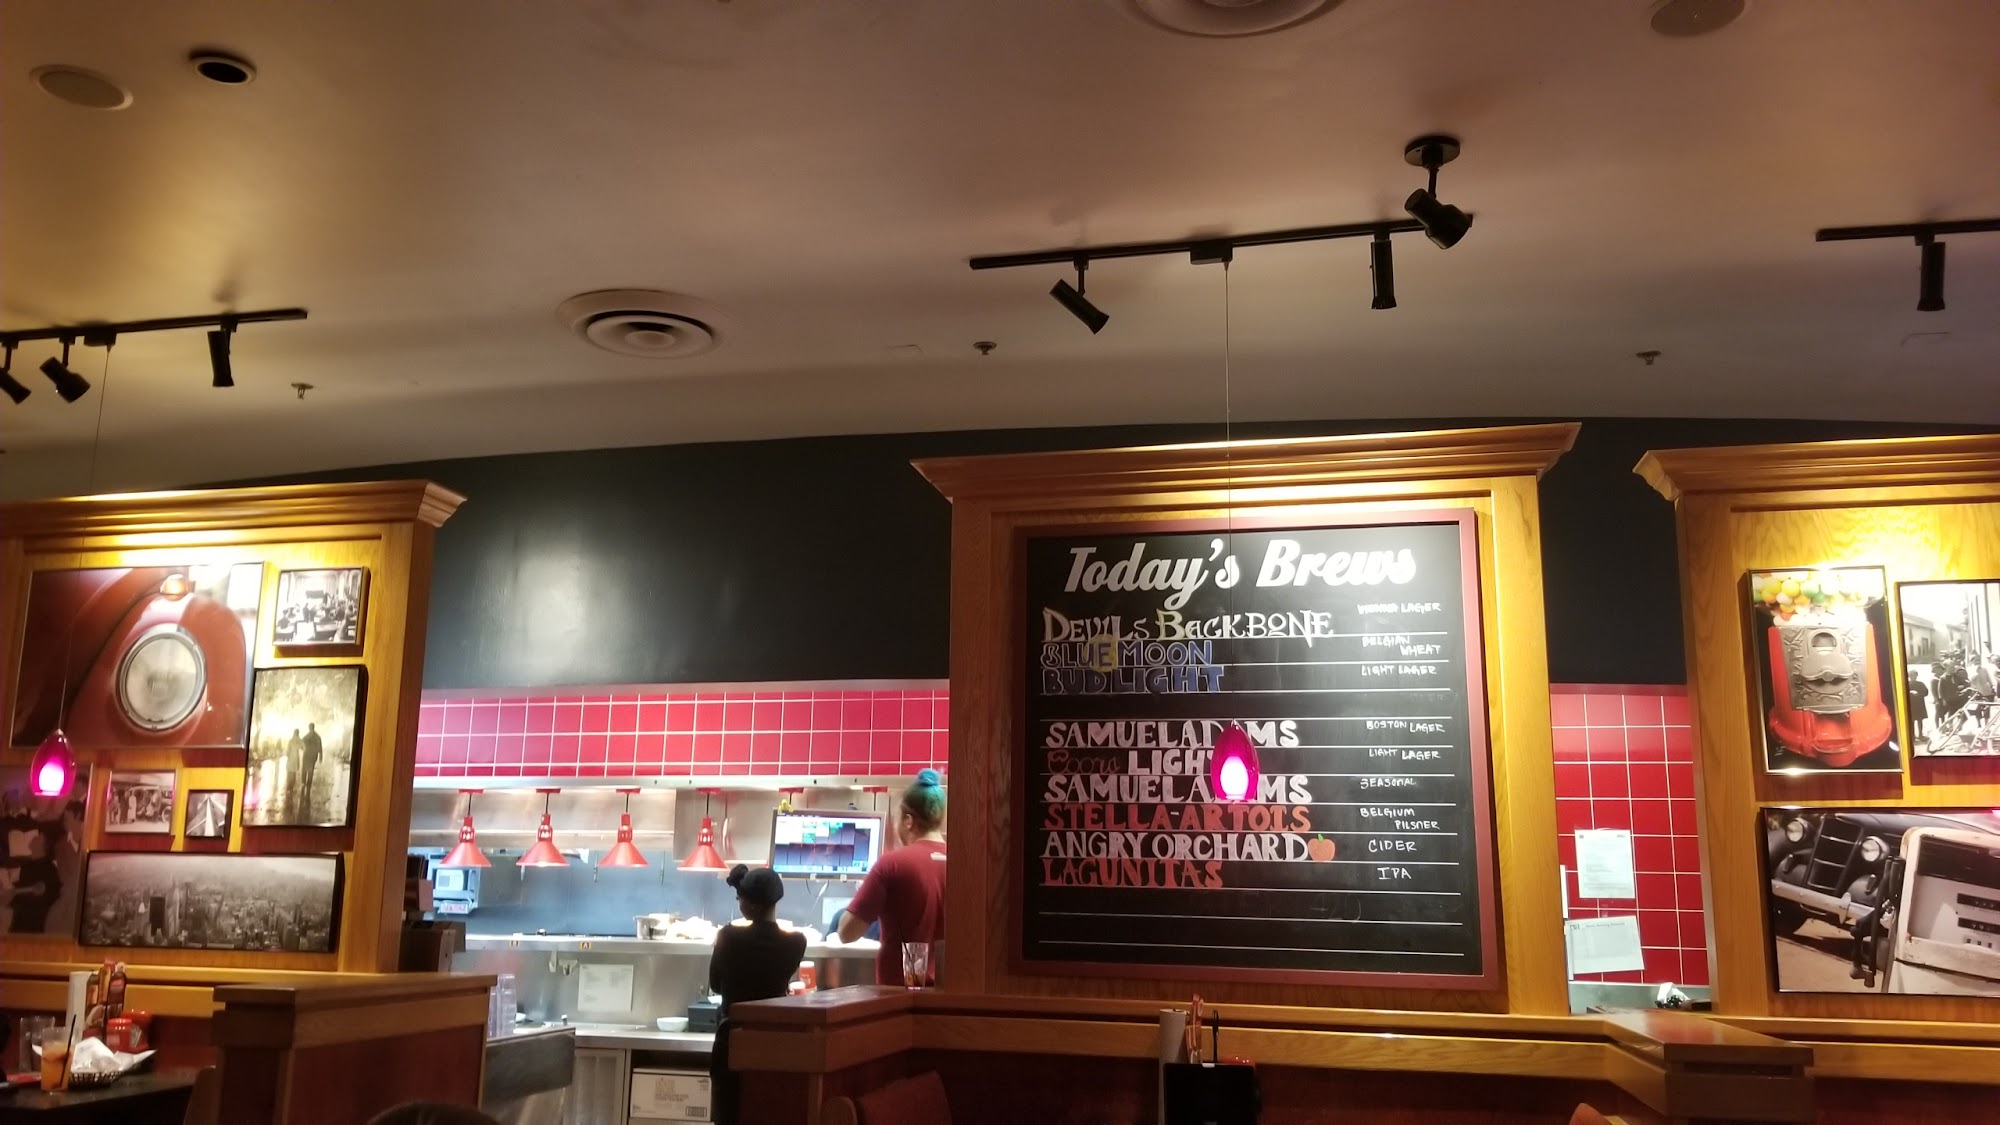 Today's Brews
DEVILS BACKBONE VIENNA LAGER
BLUE MOON BELGIAN WHEAT
BUD LIGHT LIGHT LAGER
SAMUEL ADAMS BOSTON LAGER
Coors LIGHT LIGHT LAGER
SAMUEL ADAMS SEASONAL
STELLA ARTOIS BELGIUM PILSNER
ANGRY ORCHARD CIDER
LAGUNITAS IPA